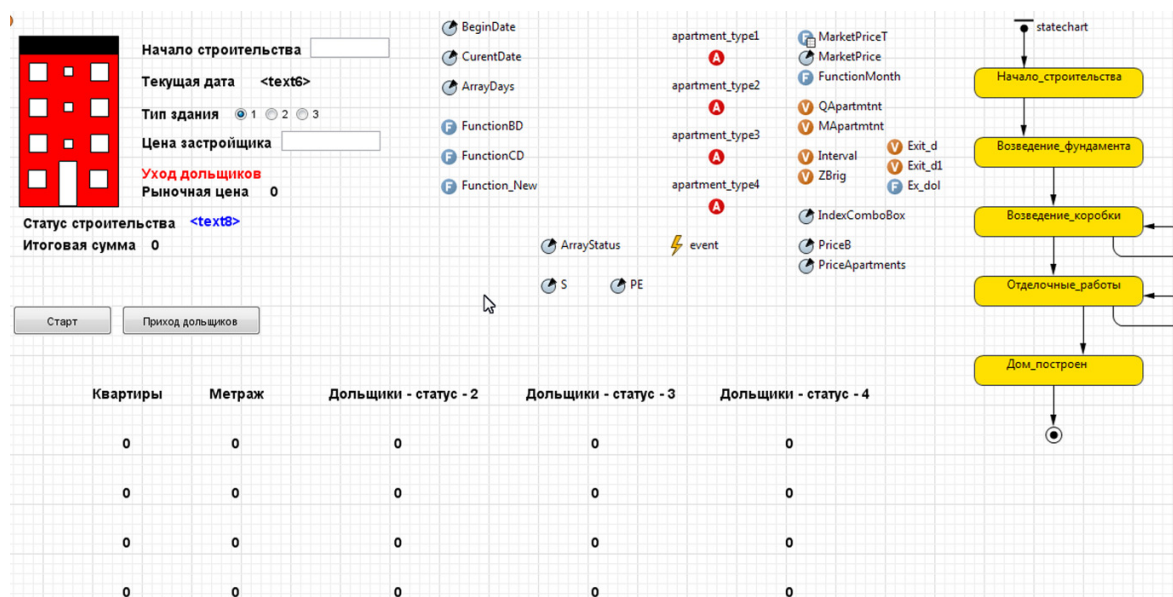 Начало строительства
Текущая дата <text6>
Тип здания 1 2 3
Цена застройщика
Уход дольщиков
Рыночная цена 0
Статус строительства <text8>
Итоговая сумма 0
Старт
Приход дольщиков
BeginDate
CurentDate
ArrayDays
FunctionBD
FunctionCD
Function_New
ArrayStatus
event
S
PE
apartment_type1
A
apartment_type2
A
apartment_type3
A
apartment_type4
A
F MarketPriceT
MarketPrice
F FunctionMonth
V QApartmtnt
V MApartmtnt
V Interval
V ZBrig
V Exit_d
V Exit_d1
F Ex_dol
IndexComboBox
PriceB
PriceApartments
statechart
Начало_строительства
Возведение_фундамента
Возведение_коробки
Отделочные_работы
Дом_построен
Квартиры Метраж Дольщики - статус - 2 Дольщики - статус - 3 Дольщики - статус - 4
0 0 0 0 0
0 0 0 0 0
0 0 0 0 0
0 0 0 0 0